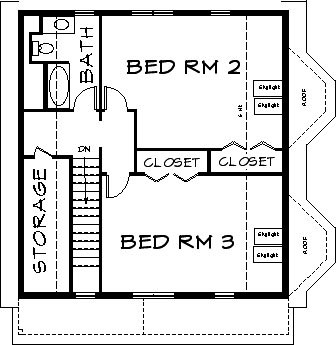 BATH
BED RM 2
Skylight
Skylight
ROOF
DN
CLOSET
CLOSET
STORAGE
BED RM 3
Skylight
Skylight
ROOF